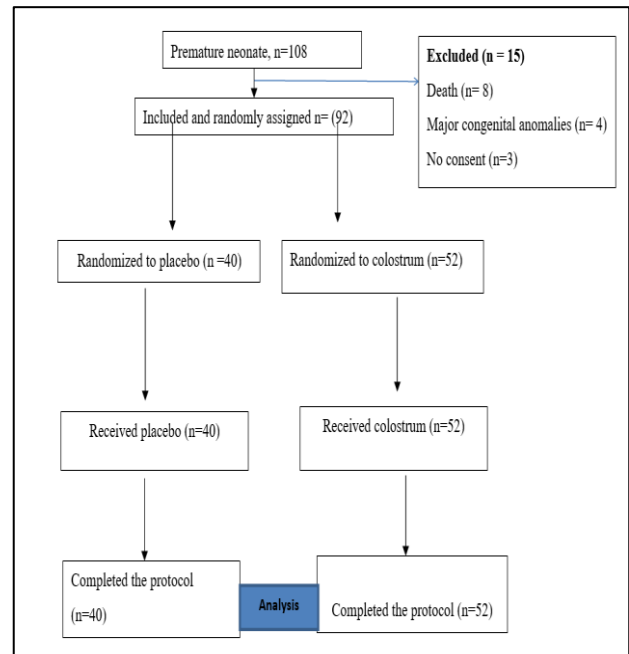 Premature neonate, n=108
Excluded (n = 15)
Death (n= 8)
Major congenital anomalies (n= 4)
No consent (n=3)
Included and randomly assigned n= (92)
Randomized to placebo (n =40)
Randomized to colostrum (n=52)
Received placebo (n=40)
Received colostrum (n=52)
Completed the protocol
(n=40)
Analysis
Completed the protocol (n=52)